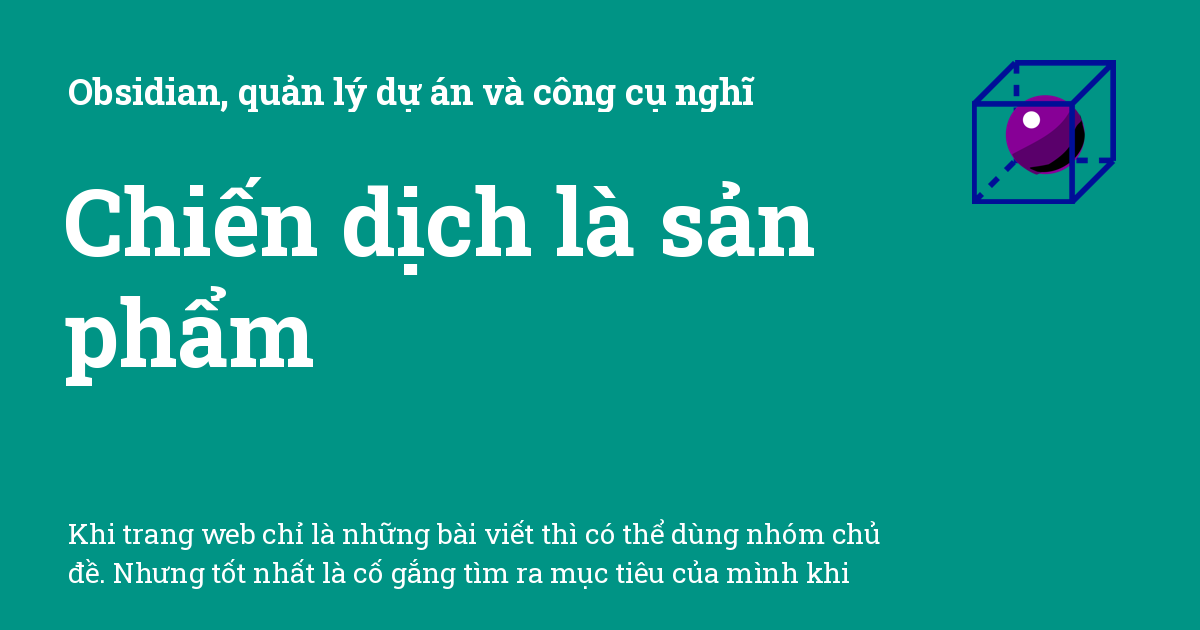 Obsidian, quản lý dự án và công cụ nghĩ
Chiến dịch là sản
phẩm
Khi trang web chỉ là những bài viết thì có thể dùng nhóm chủ
đề. Nhưng tốt nhất là cố gắng tìm ra mục tiêu của mình khi